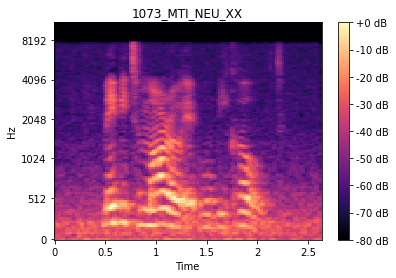 1073_MTI_NEU_XX
8192
4096
2048
1024
512
0
Hz
0
0.5
1
1.5
2
2.5
Time
+0 dB
-10 dB
-20 dB
-30 dB
-40 dB
-50 dB
-60 dB
-70 dB
-80 dB